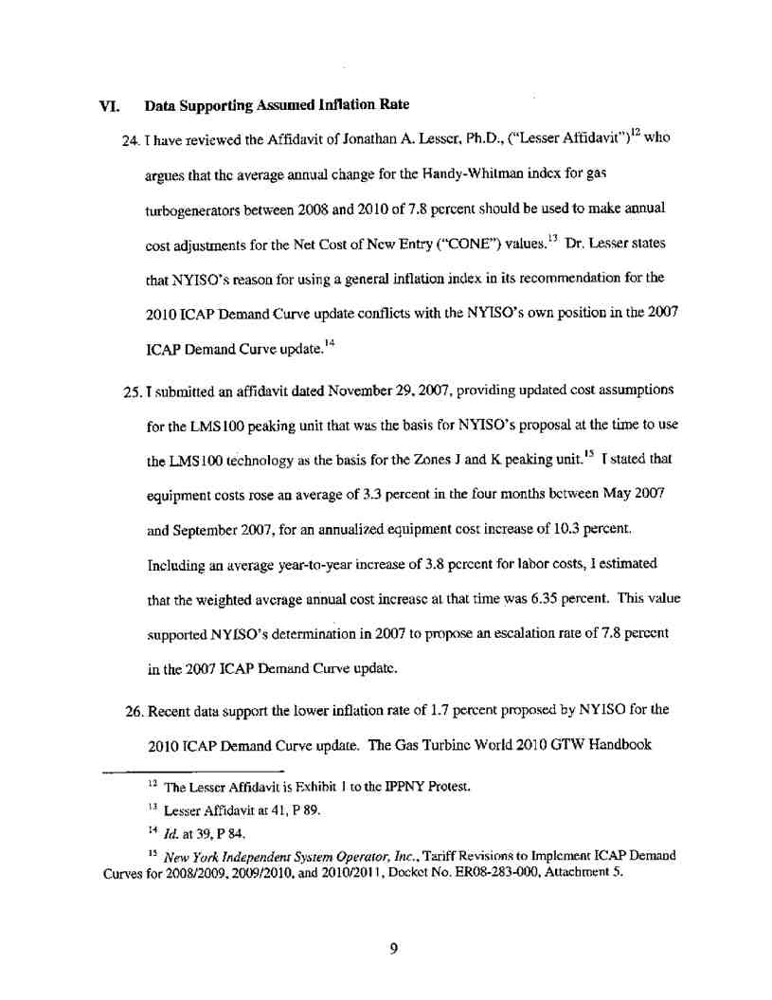 VI. Data Supporting Assumed Inflation Rate
24. I have reviewed the Affidavit of Jonathan A. Lesser, Ph.D., ("Lesser Affidavit")12 who
argues that the average annual change for the Handy-Whitman index for gas
turbogenerators between 2008 and 2010 of 7.8 percent should be used to make annual
cost adjustments for the Net Cost of New Entry ("CONE") values.13 Dr. Lesser states
that NYISO's reason for using a general inflation index in its recommendation for the
2010 ICAP Demand Curve update conflicts with the NYISO's own position in the 2007
ICAP Demand Curve update.14
25. I submitted an affidavit dated November 29, 2007, providing updated cost assumptions
for the LMS100 peaking unit that was the basis for NYISO's proposal at the time to use
the LMS100 technology as the basis for the Zones J and K peaking unit.15 I stated that
equipment costs rose an average of 3.3 percent in the four months between May 2007
and September 2007, for an annualized equipment cost increase of 10.3 percent.
Including an average year-to-year increase of 3.8 percent for labor costs, I estimated
that the weighted average annual cost increase at that time was 6.35 percent. This value
supported NYISO's determination in 2007 to propose an escalation rate of 7.8 percent
in the 2007 ICAP Demand Curve update.
26. Recent data support the lower inflation rate of 1.7 percent proposed by NYISO for the
2010 ICAP Demand Curve update. The Gas Turbine World 2010 GTW Handbook
12 The Lesser Affidavit is Exhibit 1 to the IPPNY Protest.
13 Lesser Affidavit at 41, P 89.
14 Id. at 39, P 84.
15 New York Independent System Operator, Inc., Tariff Revisions to Implement ICAP Demand
Curves for 2008/2009, 2009/2010, and 2010/2011, Docket No. ER08-283-000, Attachment 5.
9